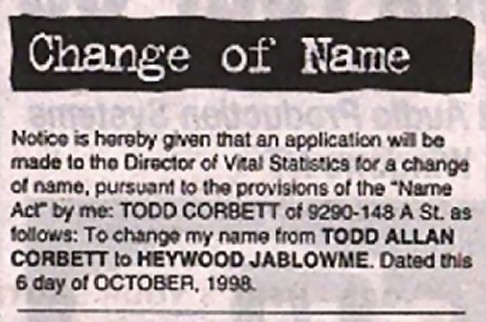 Change of Name
Notice is hereby given that an application will be
made to the Director of Vital Statistics for a change
of name, pursuant to the provisions of the "Name
Act" by me: TODD CORBETT of 9290-148 A St. as
follows: To change my name from TODD ALLAN
CORBETT to HEYWOOD JABLOWME. Dated this
6 day of OCTOBER, 1998.